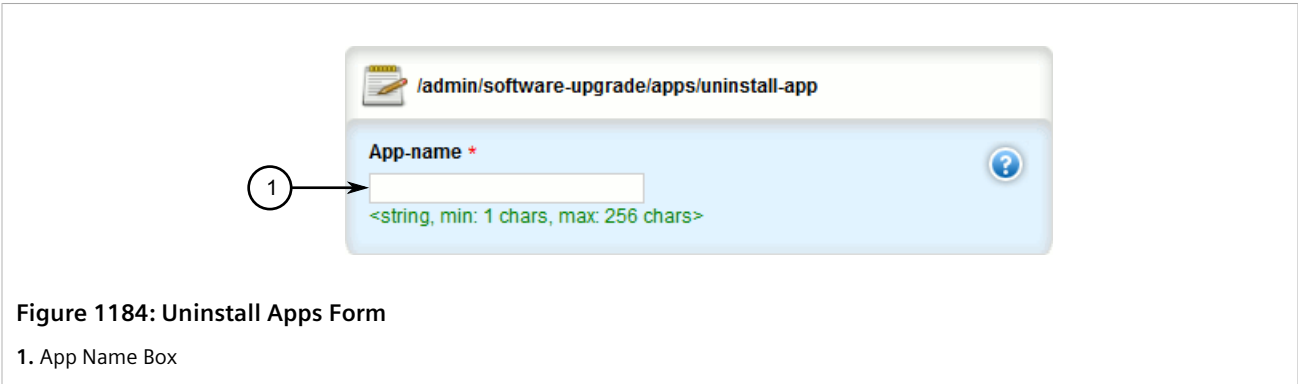 /admin/software-upgrade/apps/uninstall-app
App-name *
?
1
<string, min: 1 chars, max: 256 chars>
Figure 1184: Uninstall Apps Form
1. App Name Box